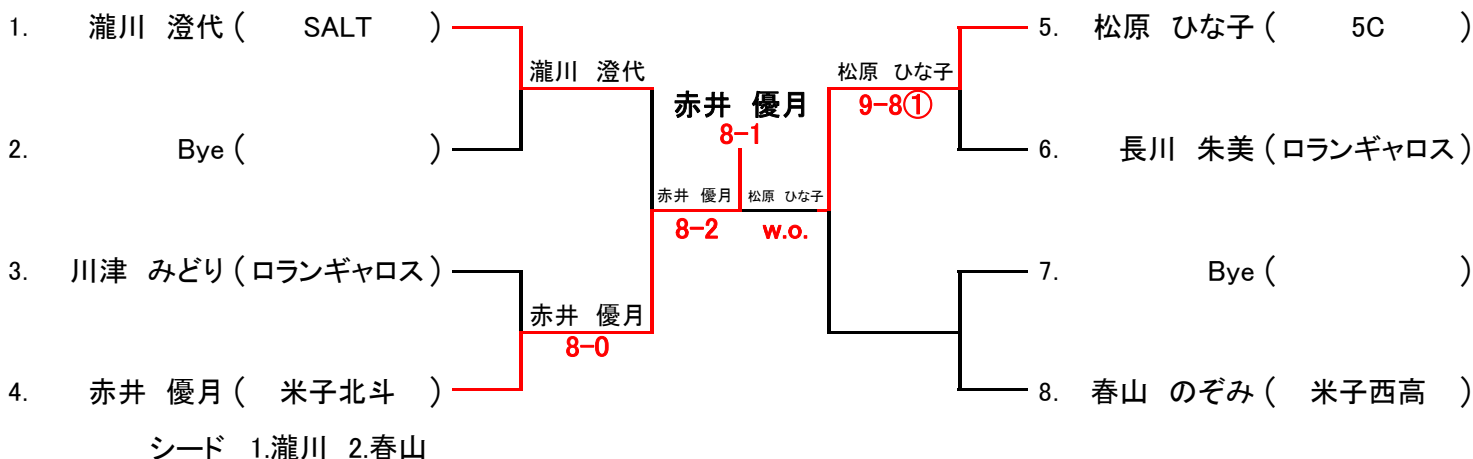 1. 瀧川 澄代 ( SALT )
5. 松原 ひな子 ( 5C )
瀧川 澄代
松原 ひな子
赤井 優月
9-8①
8-1
2. Bye ( )
6. 長川 朱美 ( ロランギャロス )
赤井 優月
松原 ひな子
8-2
w.o.
3. 川津 みどり ( ロランギャロス )
7. Bye ( )
赤井 優月
8-0
4. 赤井 優月 ( 米子北斗 )
8. 春山 のぞみ ( 米子西高 )
シード 1.瀧川 2.春山